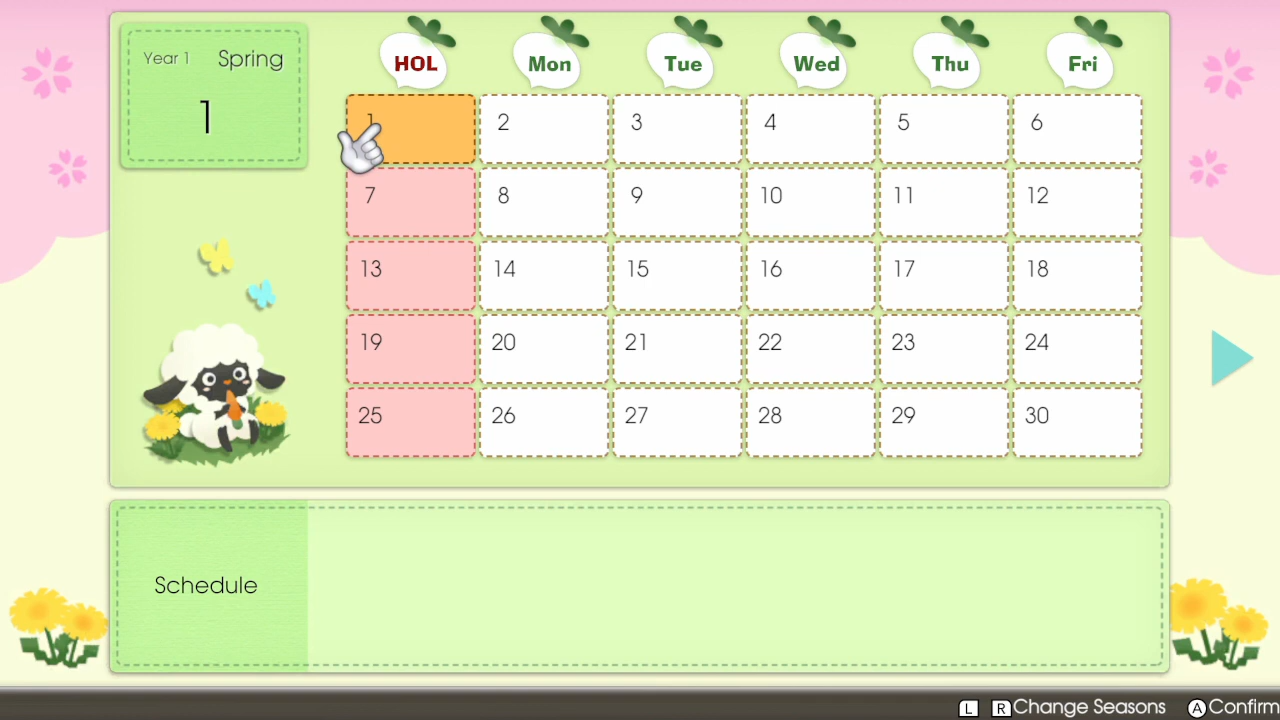 Year 1 Spring
1
HOL Mon Tue Wed Thu Fri
1 2 3 4 5 6
7 8 9 10 11 12
13 14 15 16 17 18
19 20 21 22 23 24
25 26 27 28 29 30
Schedule
L R Change Seasons A Confirm